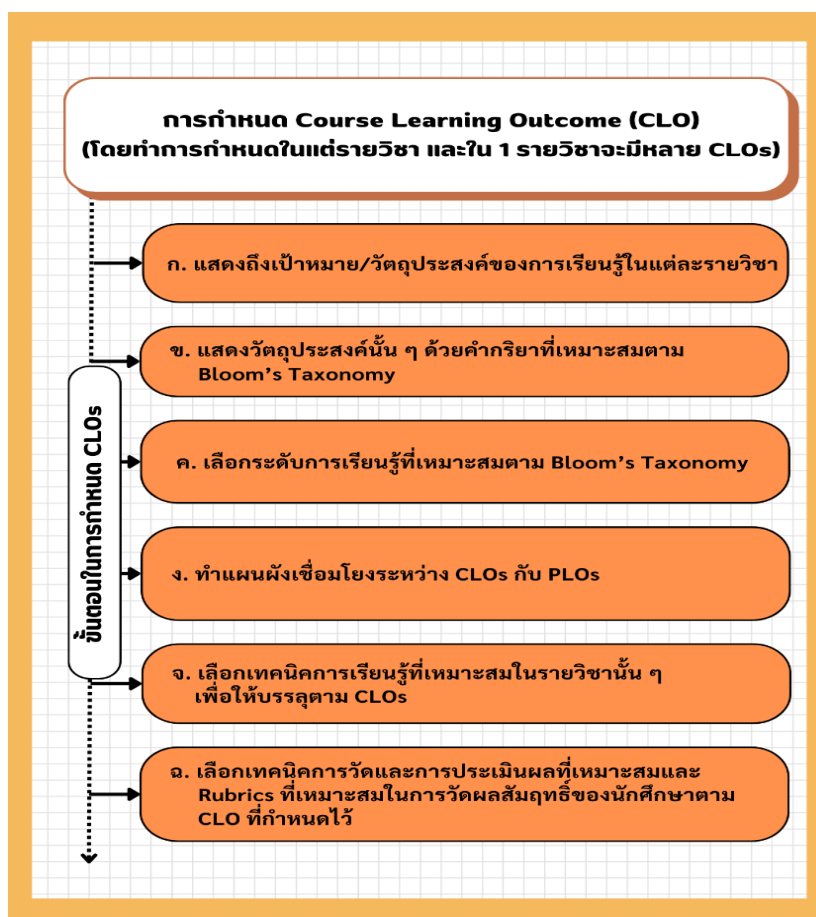 การกำหนด Course Learning Outcome (CLO)
(โดยทำการกำหนดในแต่รายวิชา และใน 1 รายวิชาจะมีหลาย CLOs)
ขั้นตอนในการกำหนด CLOs
ก. แสดงถึงเป้าหมาย/วัตถุประสงค์ของการเรียนรู้ในแต่ละรายวิชา
ข. แสดงวัตถุประสงค์นั้น ๆ ด้วยคำกริยาที่เหมาะสมตาม
Bloom’s Taxonomy
ค. เลือกระดับการเรียนรู้ที่เหมาะสมตาม Bloom’s Taxonomy
ง. ทำแผนผังเชื่อมโยงระหว่าง CLOs กับ PLOs
จ. เลือกเทคนิคการเรียนรู้ที่เหมาะสมในรายวิชานั้น ๆ
เพื่อให้บรรลุตาม CLOs
ฉ. เลือกเทคนิคการวัดและการประเมินผลที่เหมาะสมและ
Rubrics ที่เหมาะสมในการวัดผลสัมฤทธิ์ของนักศึกษาตาม
CLO ที่กำหนดไว้